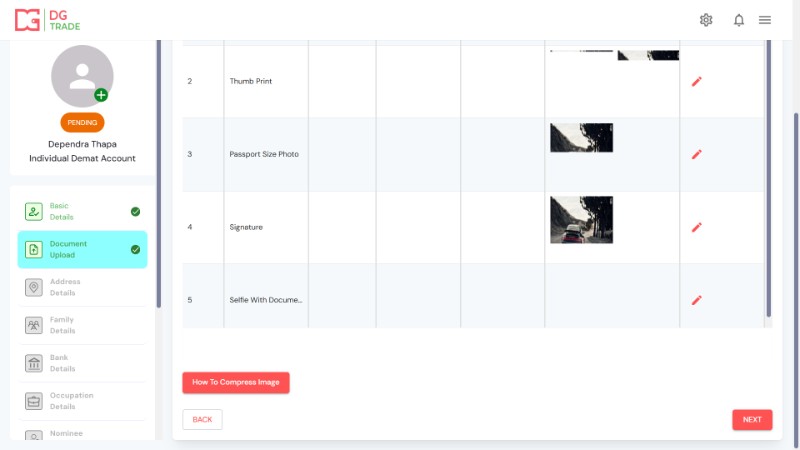 DG
TRADE
PENDING
Dependra Thapa
Individual Demat Account
Basic
Details
Document
Upload
Address
Details
Family
Details
Bank
Details
Occupation
Details
Nominee
2 Thumb Print
3 Passport Size Photo
4 Signature
5 Selfie With Docume...
How To Compress Image
BACK
NEXT